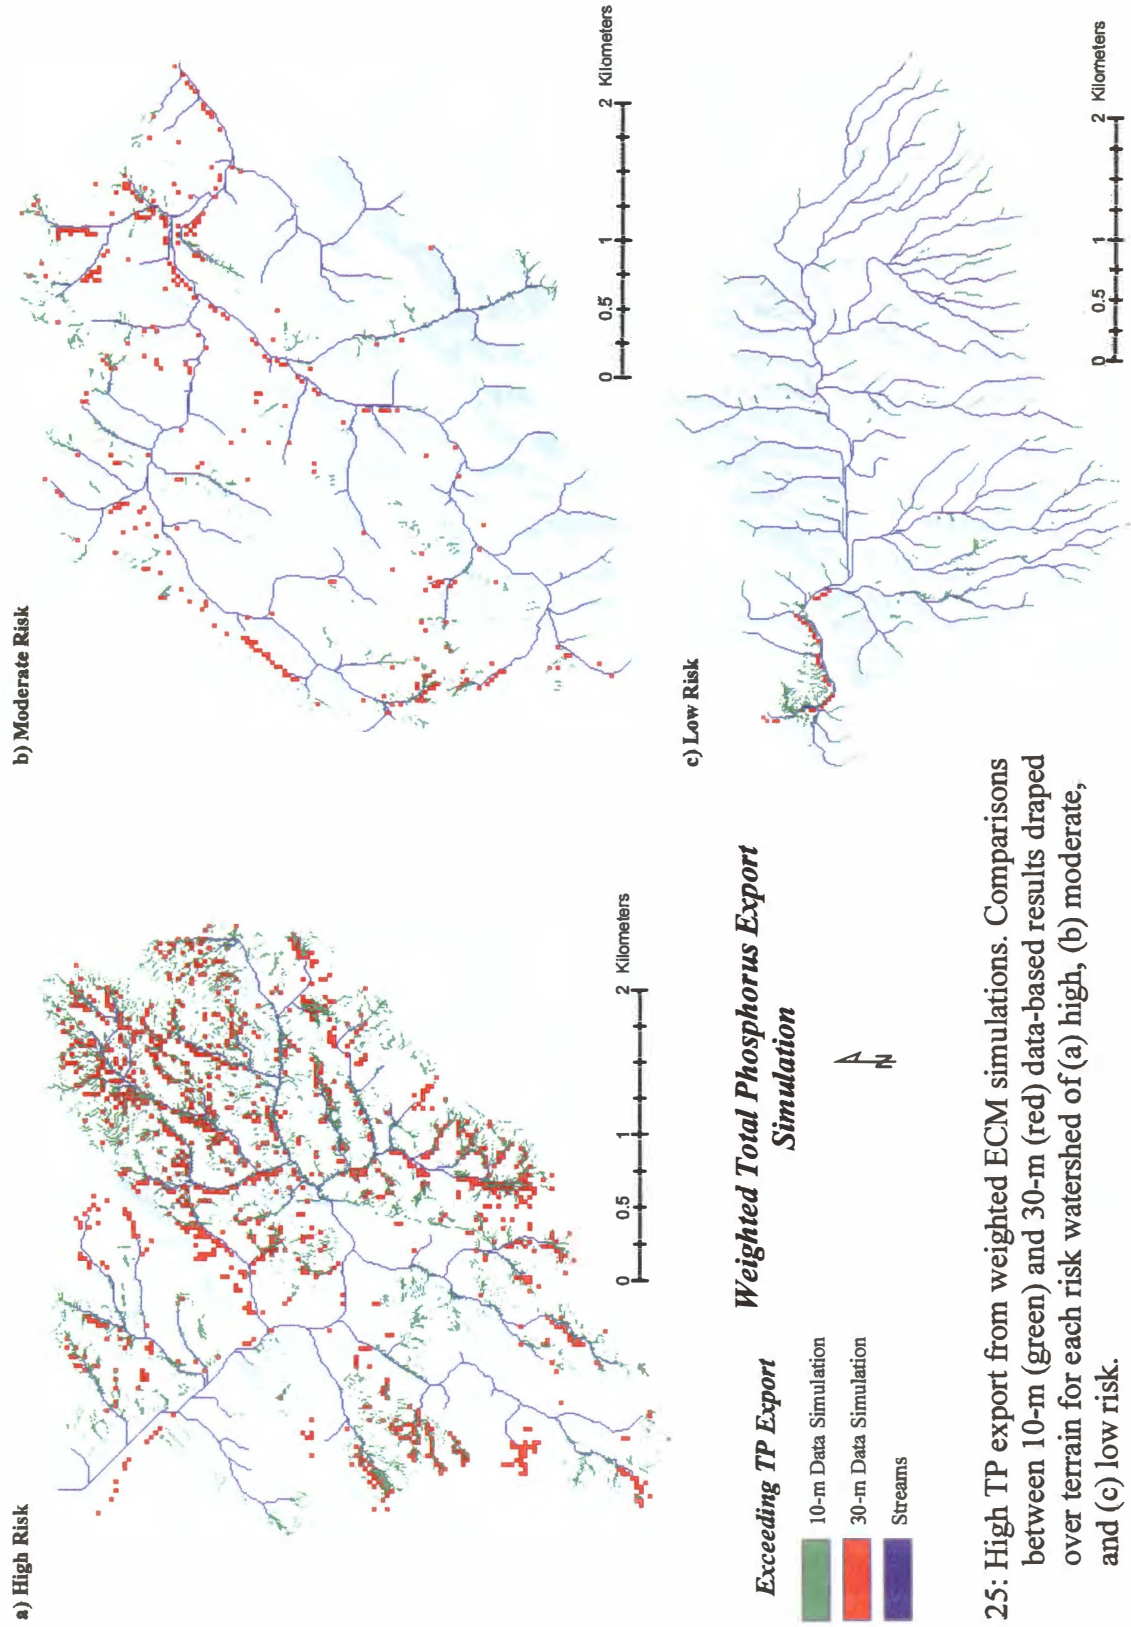 a) High Risk
0 0.5 1 2 Kilometers
b) Moderate Risk
0 0.5 1 2 Kilometers
c) Low Risk
0 0.5 1 2 Kilometers
Exceeding TP Export
10-m Data Simulation
30-m Data Simulation
Streams
Weighted Total Phosphorus Export
Simulation
N
25: High TP export from weighted ECM simulations. Comparisons
between 10-m (green) and 30-m (red) data-based results draped
over terrain for each risk watershed of (a) high, (b) moderate,
and (c) low risk.